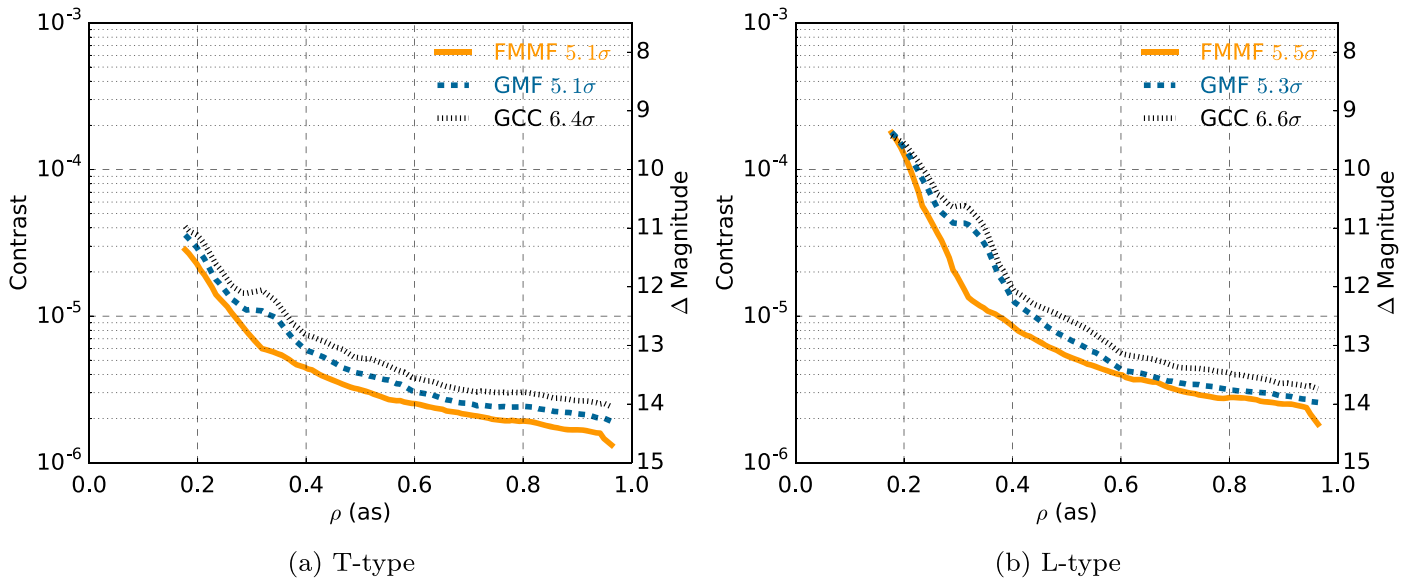 10⁻³
10⁻⁴
10⁻⁵
10⁻⁶
Contrast
FMMF 5.1σ
GMF 5.1σ
GCC 6.4σ
8
9
10
11
12
13
14
15
Δ Magnitude
0.0 0.2 0.4 0.6 0.8 1.0
ρ (as)
(a) T-type
10⁻³
10⁻⁴
10⁻⁵
10⁻⁶
Contrast
FMMF 5.5σ
GMF 5.3σ
GCC 6.6σ
8
9
10
11
12
13
14
15
Δ Magnitude
0.0 0.2 0.4 0.6 0.8 1.0
ρ (as)
(b) L-type